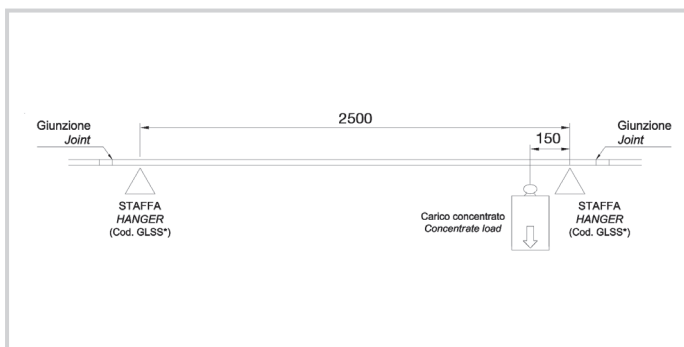 2500
150
Giunzione
Joint
Giunzione
Joint
STAFFA
HANGER
(Cod. GLSS*)
Carico concentrato
Concentrate load
STAFFA
HANGER
(Cod. GLSS*)